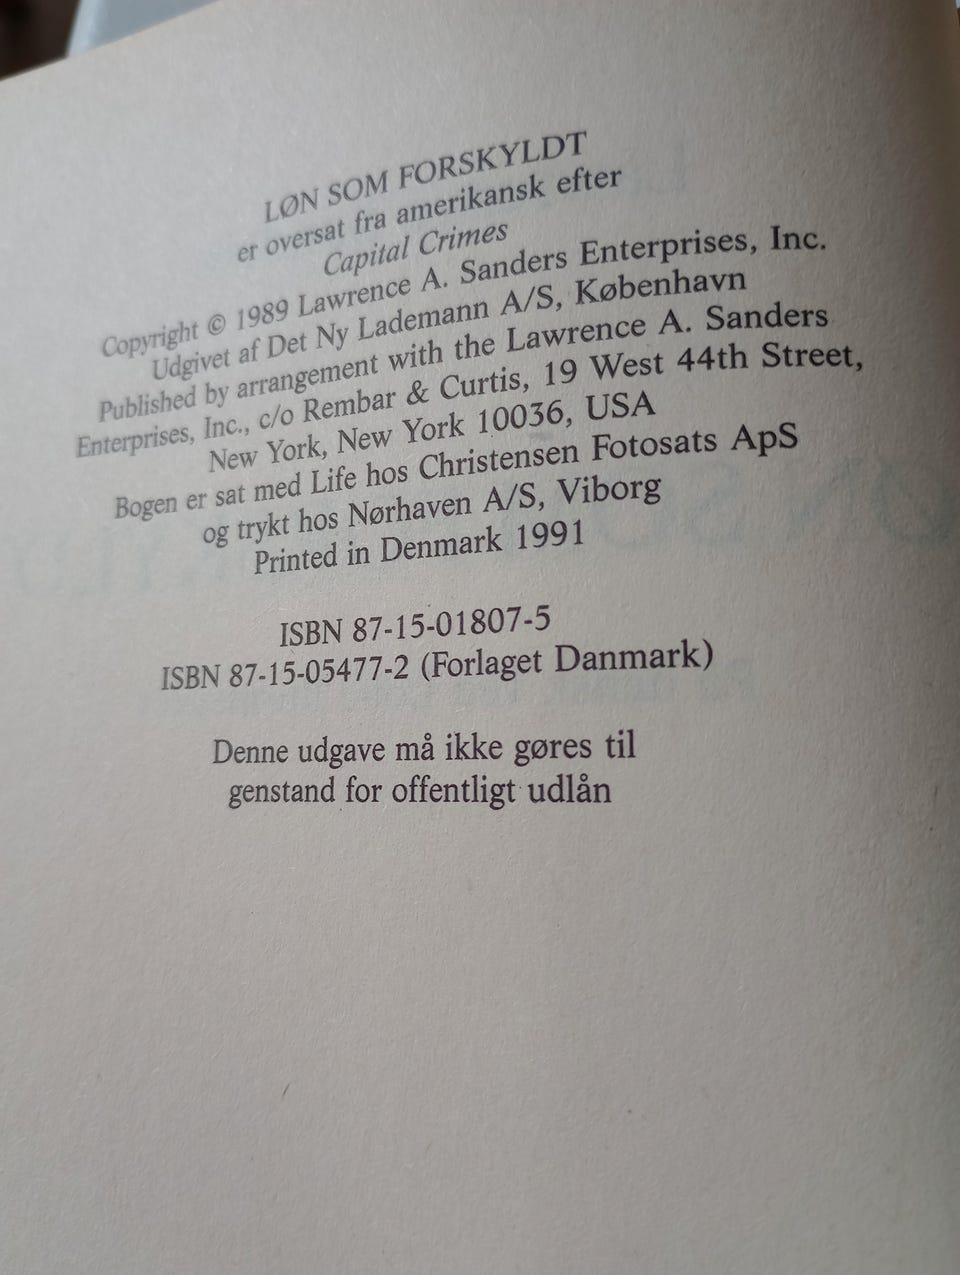 LØN SOM FORSKYLDT
er oversat fra amerikansk efter
Capital Crimes
Copyright © 1989 Lawrence A. Sanders Enterprises, Inc.
Udgivet af Det Ny Lademann A/S, København
Published by arrangement with the Lawrence A. Sanders
Enterprises, Inc., c/o Rembar & Curtis, 19 West 44th Street,
New York, New York 10036, USA
Bogen er sat med Life hos Christensen Fotosats ApS
og trykt hos Nørhaven A/S, Viborg
Printed in Denmark 1991
ISBN 87-15-01807-5
ISBN 87-15-05477-2 (Forlaget Danmark)
Denne udgave må ikke gøres til
genstand for offentligt udlån